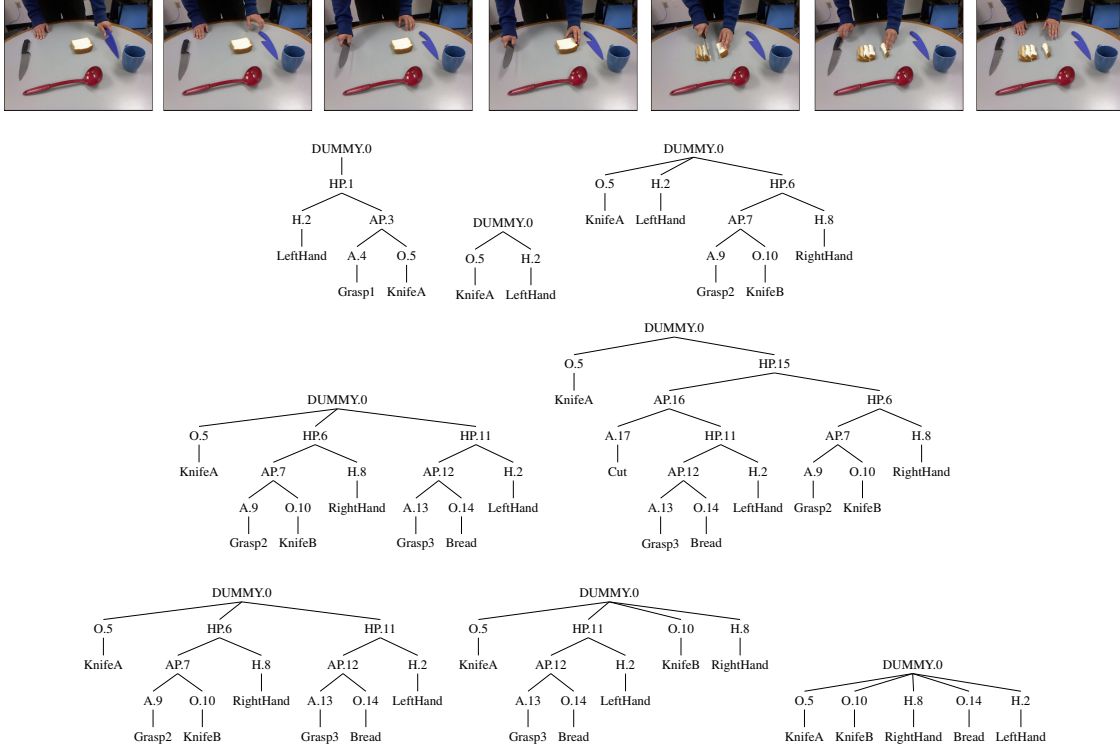 DUMMY.0
HP.1
H.2 AP.3
LeftHand A.4 O.5
Grasp1 KnifeA
DUMMY.0
O.5 H.2
KnifeA LeftHand
DUMMY.0
O.5 H.2 HP.6
KnifeA LeftHand AP.7 H.8
A.9 O.10 RightHand
Grasp2 KnifeB
DUMMY.0
O.5 HP.6 HP.11
KnifeA AP.7 H.8 AP.12 H.2
A.9 O.10 RightHand A.13 O.14 LeftHand
Grasp2 KnifeB Grasp3 Bread
DUMMY.0
O.5 HP.15
KnifeA AP.16 HP.6
A.17 HP.11 AP.7 H.8
Cut AP.12 H.2 A.9 O.10 RightHand
A.13 O.14 LeftHand Grasp2 KnifeB
Grasp3 Bread
DUMMY.0
O.5 HP.6 HP.11
KnifeA AP.7 H.8 AP.12 H.2
A.9 O.10 RightHand A.13 O.14 LeftHand
Grasp2 KnifeB Grasp3 Bread
DUMMY.0
O.5 HP.11 O.10 H.8
KnifeA AP.12 H.2 KnifeB RightHand
A.13 O.14 LeftHand
Grasp3 Bread
DUMMY.0
O.5 O.10 H.8 O.14 H.2
KnifeA KnifeB RightHand Bread LeftHand